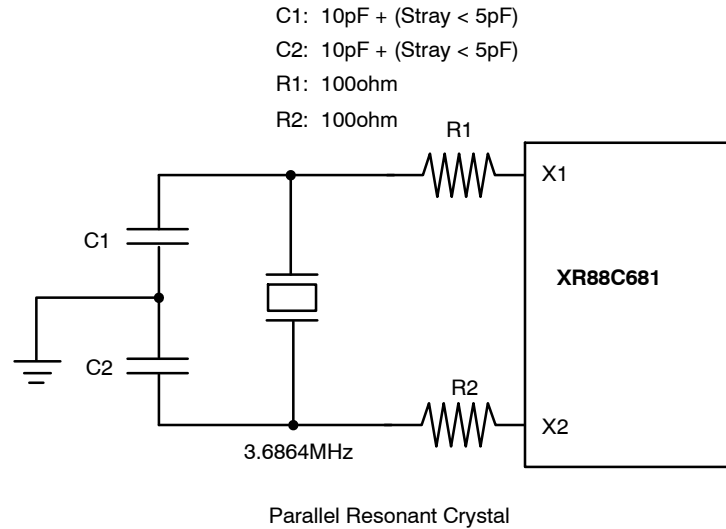 C1: 10pF + (Stray < 5pF)
C2: 10pF + (Stray < 5pF)
R1: 100ohm
R2: 100ohm
R1
X1
C1
XR88C681
C2
R2
X2
3.6864MHz
Parallel Resonant Crystal